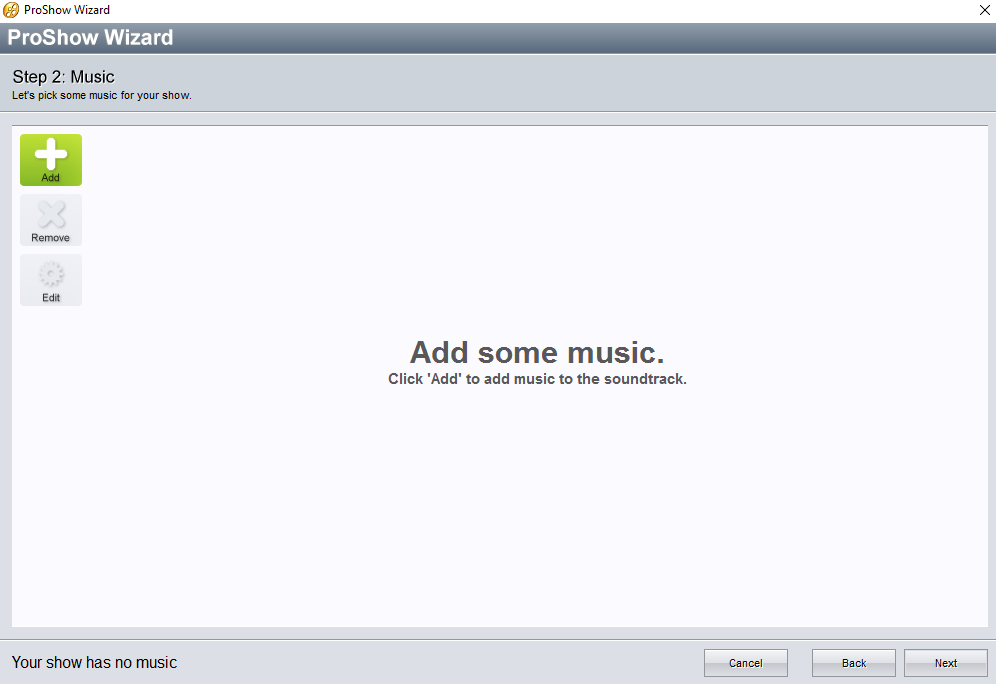 ProShow Wizard
ProShow Wizard
Step 2: Music
Let's pick some music for your show.
Add
Remove
Edit
Add some music.
Click 'Add' to add music to the soundtrack.
Your show has no music
Cancel
Back
Next